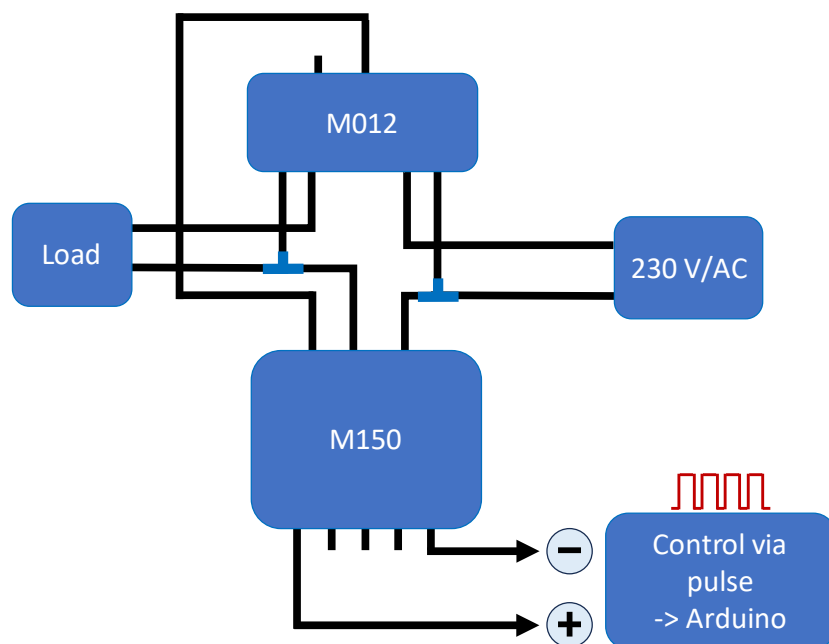 M012
Load
230 V/AC
M150
−
+
Control via
pulse
-> Arduino